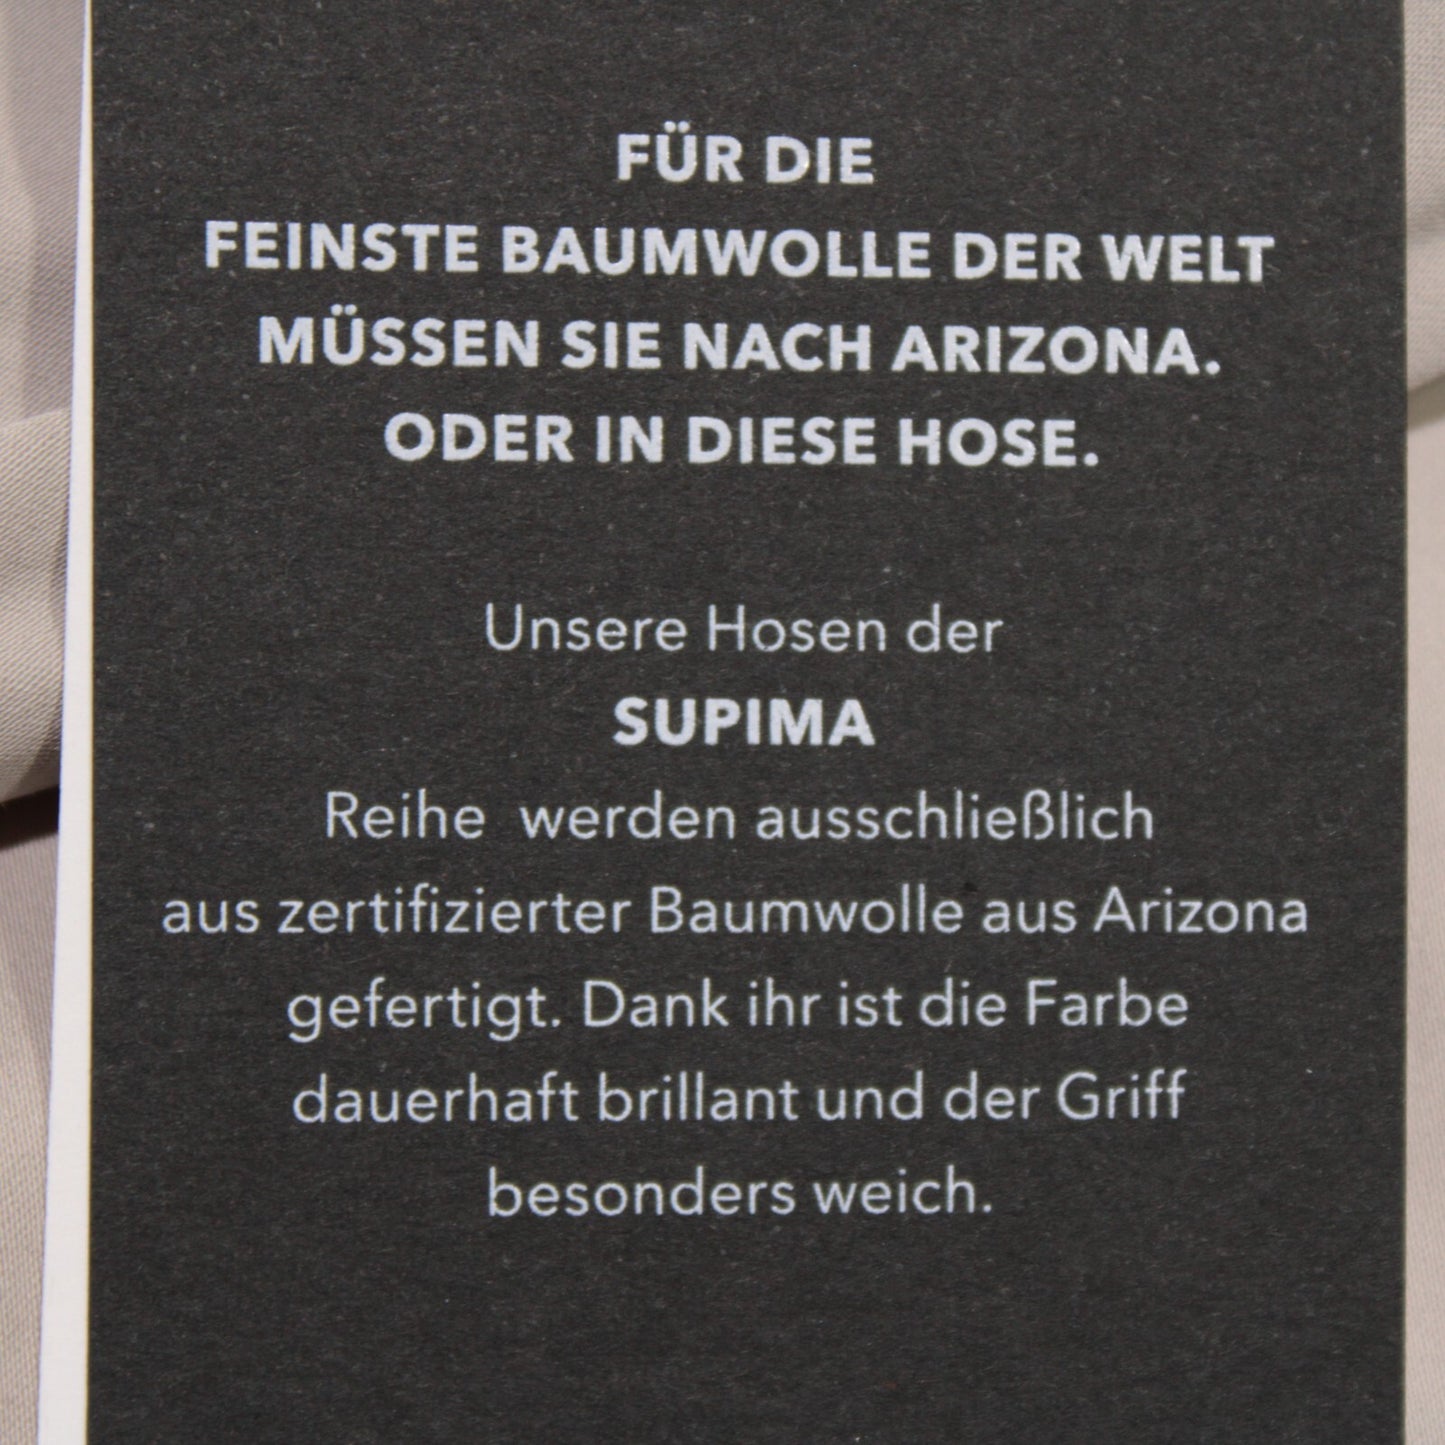 FÜR DIE
FEINSTE BAUMWOLLE DER WELT
MÜSSEN SIE NACH ARIZONA.
ODER IN DIESE HOSE.
Unsere Hosen der
SUPIMA
Reihe  werden ausschließlich
aus zertifizierter Baumwolle aus Arizona
gefertigt. Dank ihr ist die Farbe
dauerhaft brillant und der Griff
besonders weich.